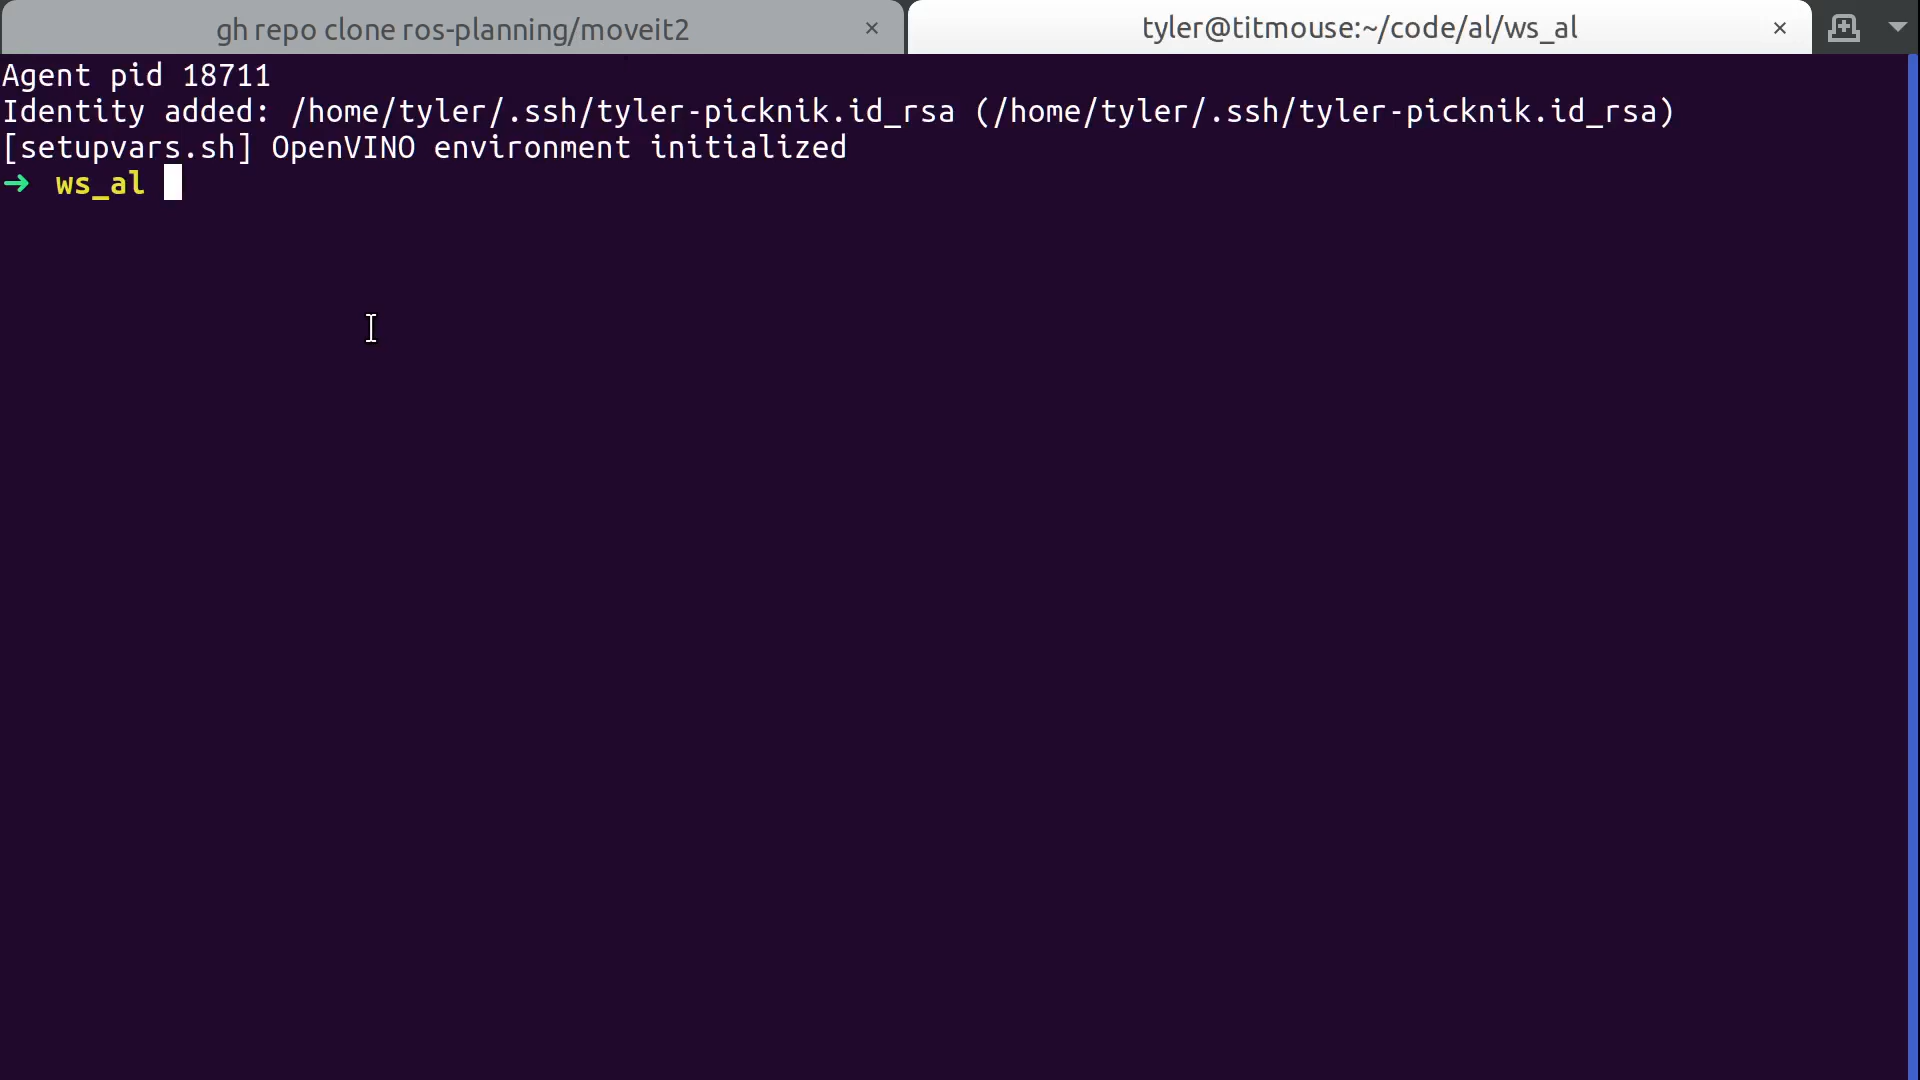 gh repo clone ros-planning/moveit2 ×
tyler@titmouse:~/code/al/ws_al ×
Agent pid 18711
Identity added: /home/tyler/.ssh/tyler-picknik.id_rsa (/home/tyler/.ssh/tyler-picknik.id_rsa)
[setupvars.sh] OpenVINO environment initialized
➜ ws_al